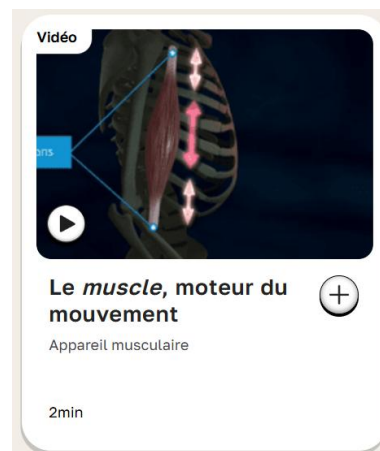 Vidéo
ons
Le muscle, moteur du
mouvement
Appareil musculaire
2min